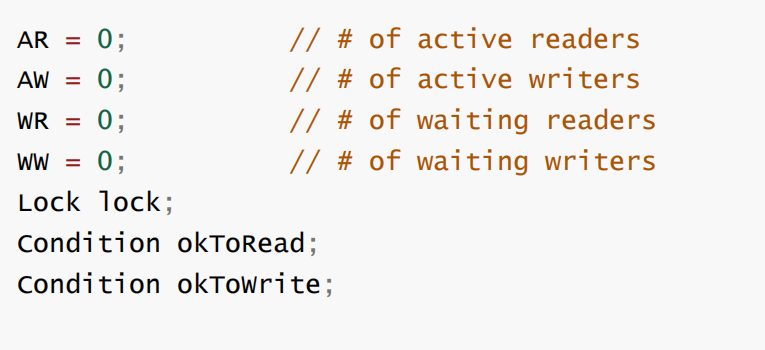 AR = 0; // # of active readers
AW = 0; // # of active writers
WR = 0; // # of waiting readers
WW = 0; // # of waiting writers
Lock lock;
Condition okToRead;
Condition okToWrite;